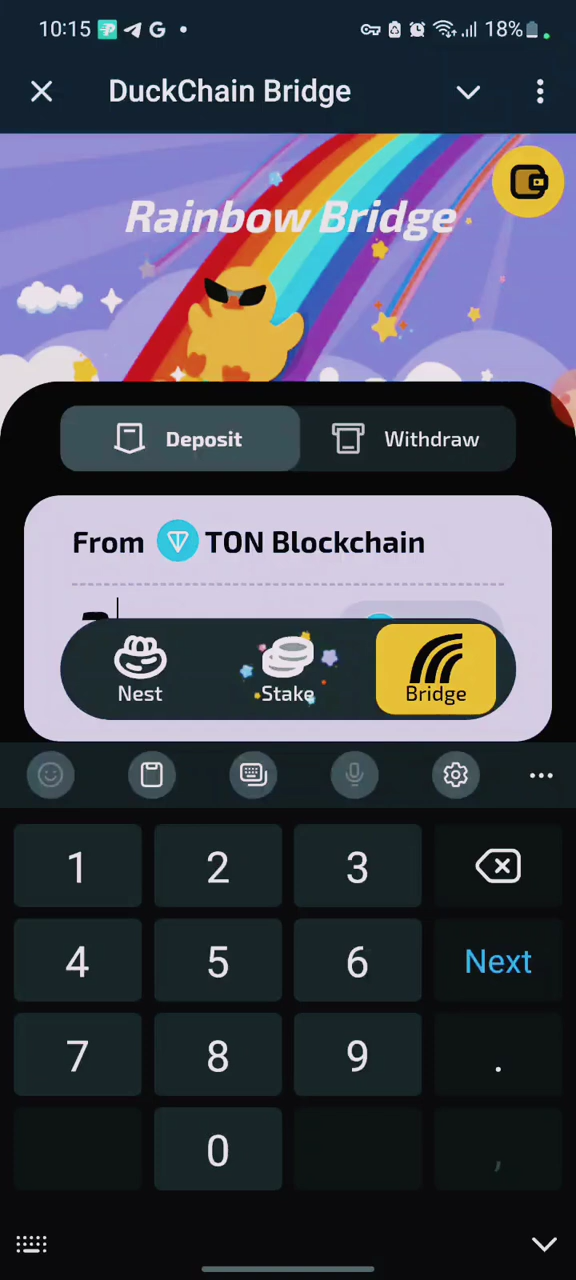 10:15 G 18%
DuckChain Bridge
Rainbow Bridge
Deposit Withdraw
From TON Blockchain
Nest Stake Bridge
1 2 3
4 5 6 Next
7 8 9 .
0 ,